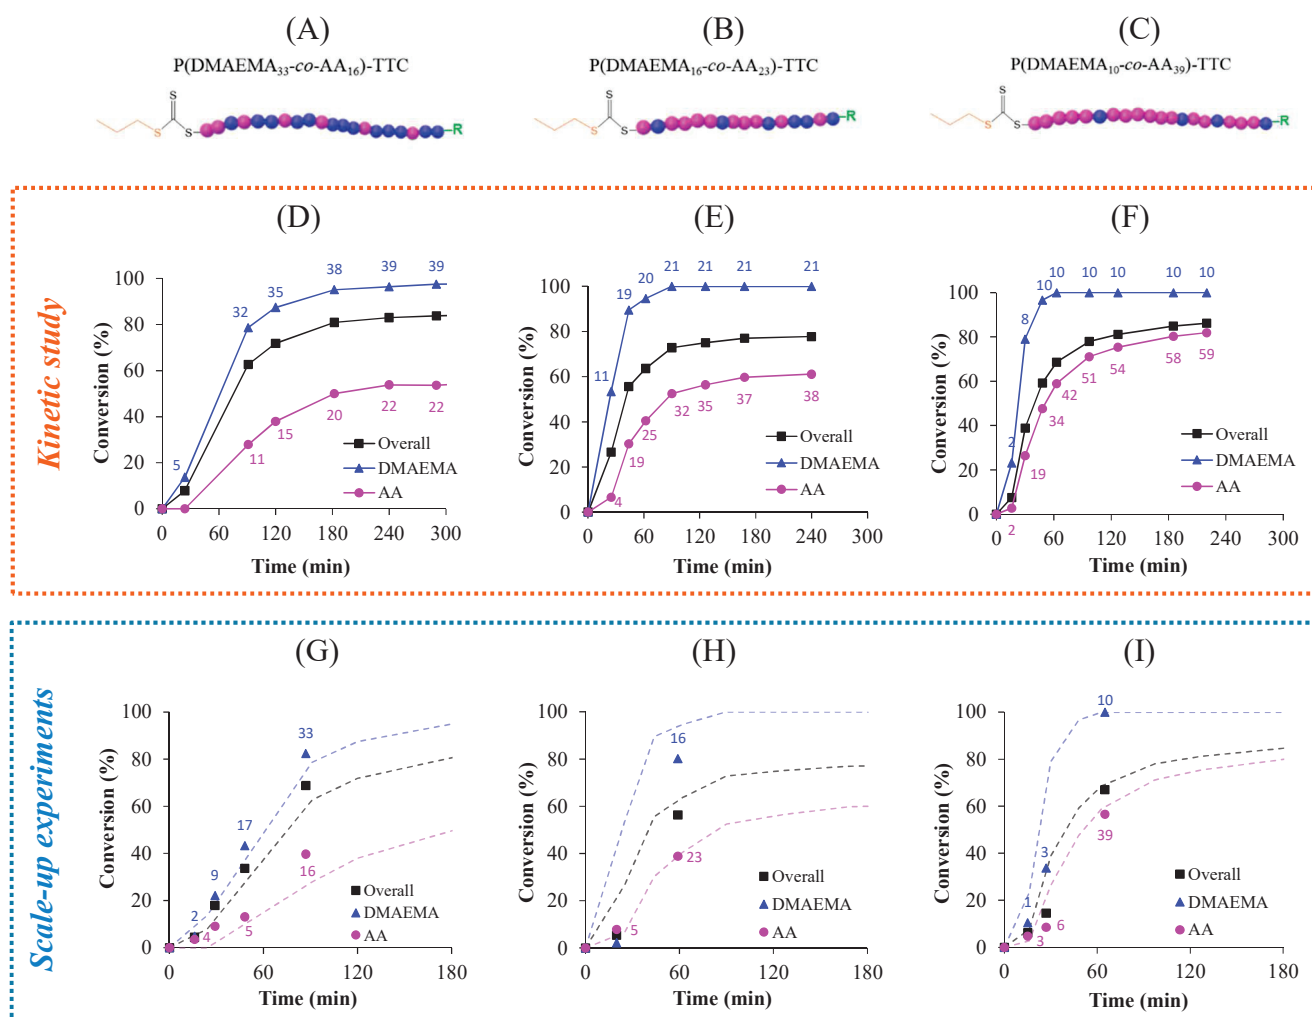 (A)
(B)
(C)
P(DMAEMA33-co-AA16)-TTC
P(DMAEMA16-co-AA23)-TTC
P(DMAEMA10-co-AA39)-TTC
S
S
S
R
S
S
S
R
S
S
S
R
Kinetic study
(D)
Conversion (%)
100
80
60
40
20
0
0 60 120 180 240 300
Time (min)
5
32
35
38
39
39
11
15
20
22
22
Overall
DMAEMA
AA
(E)
Conversion (%)
100
80
60
40
20
0
0 60 120 180 240 300
Time (min)
11
19
20
21
21
21
21
4
19
25
32
35
37
38
Overall
DMAEMA
AA
(F)
Conversion (%)
100
80
60
40
20
0
0 60 120 180 240 300
Time (min)
2
8
10
10
10
10
10
10
2
19
34
42
51
54
58
59
Overall
DMAEMA
AA
Scale-up experiments
(G)
Conversion (%)
100
80
60
40
20
0
0 60 120 180
Time (min)
2
9
17
33
4
5
16
Overall
DMAEMA
AA
(H)
Conversion (%)
100
80
60
40
20
0
0 60 120 180
Time (min)
16
5
23
Overall
DMAEMA
AA
(I)
Conversion (%)
100
80
60
40
20
0
0 60 120 180
Time (min)
1
3
10
3
6
39
Overall
DMAEMA
AA